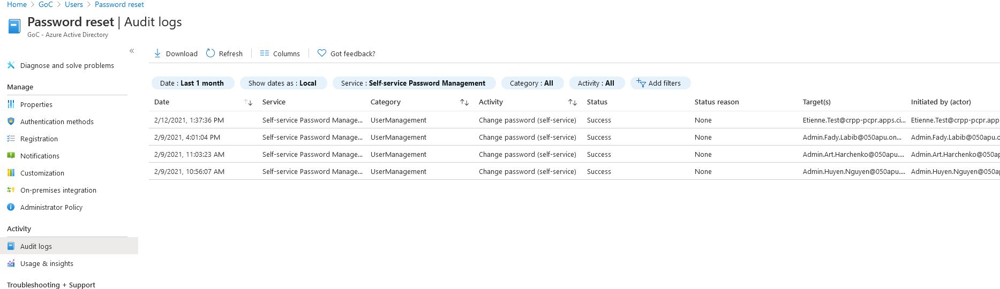 Home > GoC > Users > Password reset
Password reset | Audit logs
GoC - Azure Active Directory
«
Diagnose and solve problems
Manage
Properties
Authentication methods
Registration
Notifications
Customization
On-premises integration
Administrator Policy
Activity
Audit logs
Usage & insights
Troubleshooting + Support
Download Refresh Columns Got feedback?
Date : Last 1 month Show dates as : Local Service : Self-service Password Management Category : All Activity : All Add filters
Date Service Category Activity Status Status reason Target(s) Initiated by (actor)
2/12/2021, 1:37:36 PM Self-service Password Manage... UserManagement Change password (self-service) Success None Etienne.Test@crpp-pcpr.apps.ci... Etienne.Test@crpp-pcpr.app
2/9/2021, 4:01:04 PM Self-service Password Manage... UserManagement Change password (self-service) Success None Admin.Fady.Labib@050apu.on... Admin.Fady.Labib@050apu.o
2/9/2021, 11:03:23 AM Self-service Password Manage... UserManagement Change password (self-service) Success None Admin.Art.Harchenko@050apu.... Admin.Art.Harchenko@050ap
2/9/2021, 10:56:07 AM Self-service Password Manage... UserManagement Change password (self-service) Success None Admin.Huyen.Nguyen@050apu.... Admin.Huyen.Nguyen@050ap